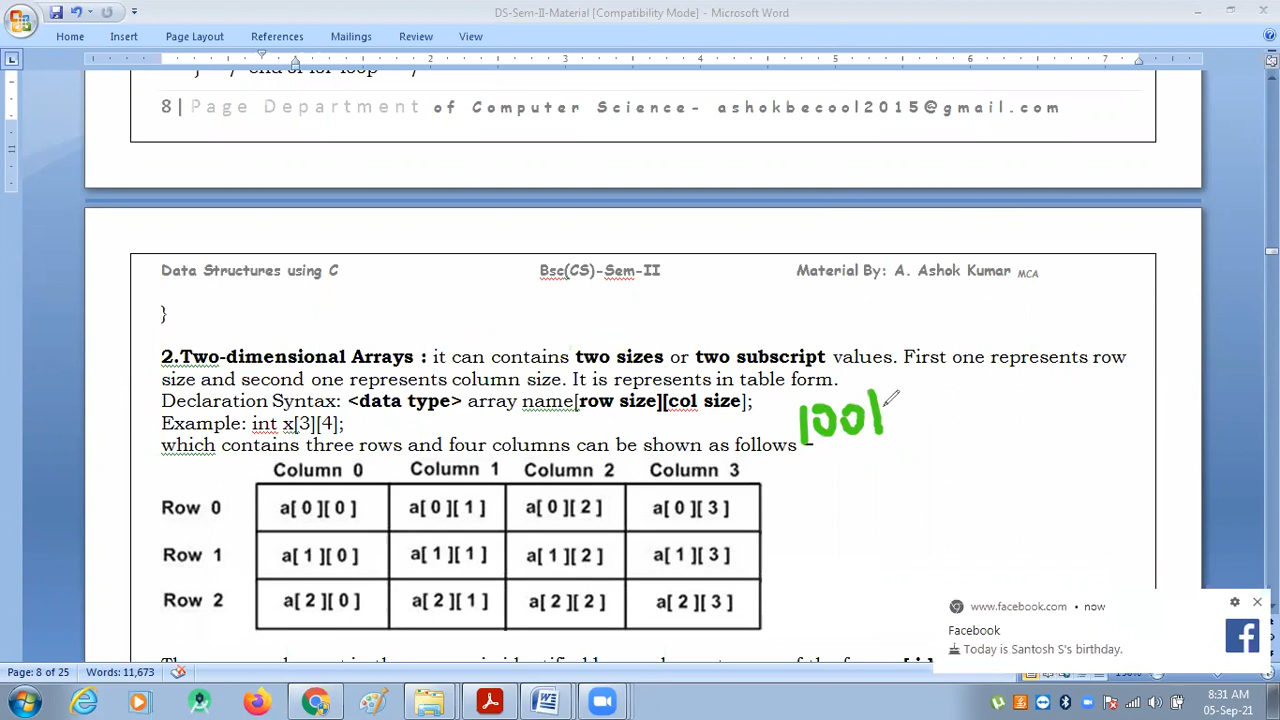 DS-Sem-II-Material [Compatibility Mode] - Microsoft Word
Home Insert Page Layout References Mailings Review View
1 2 3 4 5 6 7
8 | Page Department of Computer Science- ashokbecool2015@gmail.com
Data Structures using C Bsc(CS)-Sem-II Material By: A. Ashok Kumar MCA
}
2.Two-dimensional Arrays : it can contains two sizes or two subscript values. First one represents row
size and second one represents column size. It is represents in table form.
Declaration Syntax: <data type> array name[row size][col size];
1001
Example: int x[3][4];
which contains three rows and four columns can be shown as follows –
Column 0 Column 1 Column 2 Column 3
Row 0 a[ 0 ][ 0 ] a[ 0 ][ 1 ] a[ 0 ][ 2 ] a[ 0 ][ 3 ]
Row 1 a[ 1 ][ 0 ] a[ 1 ][ 1 ] a[ 1 ][ 2 ] a[ 1 ][ 3 ]
Row 2 a[ 2 ][ 0 ] a[ 2 ][ 1 ] a[ 2 ][ 2 ] a[ 2 ][ 3 ]
www.facebook.com • now
Facebook
Today is Santosh S's birthday.
Page: 8 of 25 Words: 11,673
8:31 AM
05-Sep-21